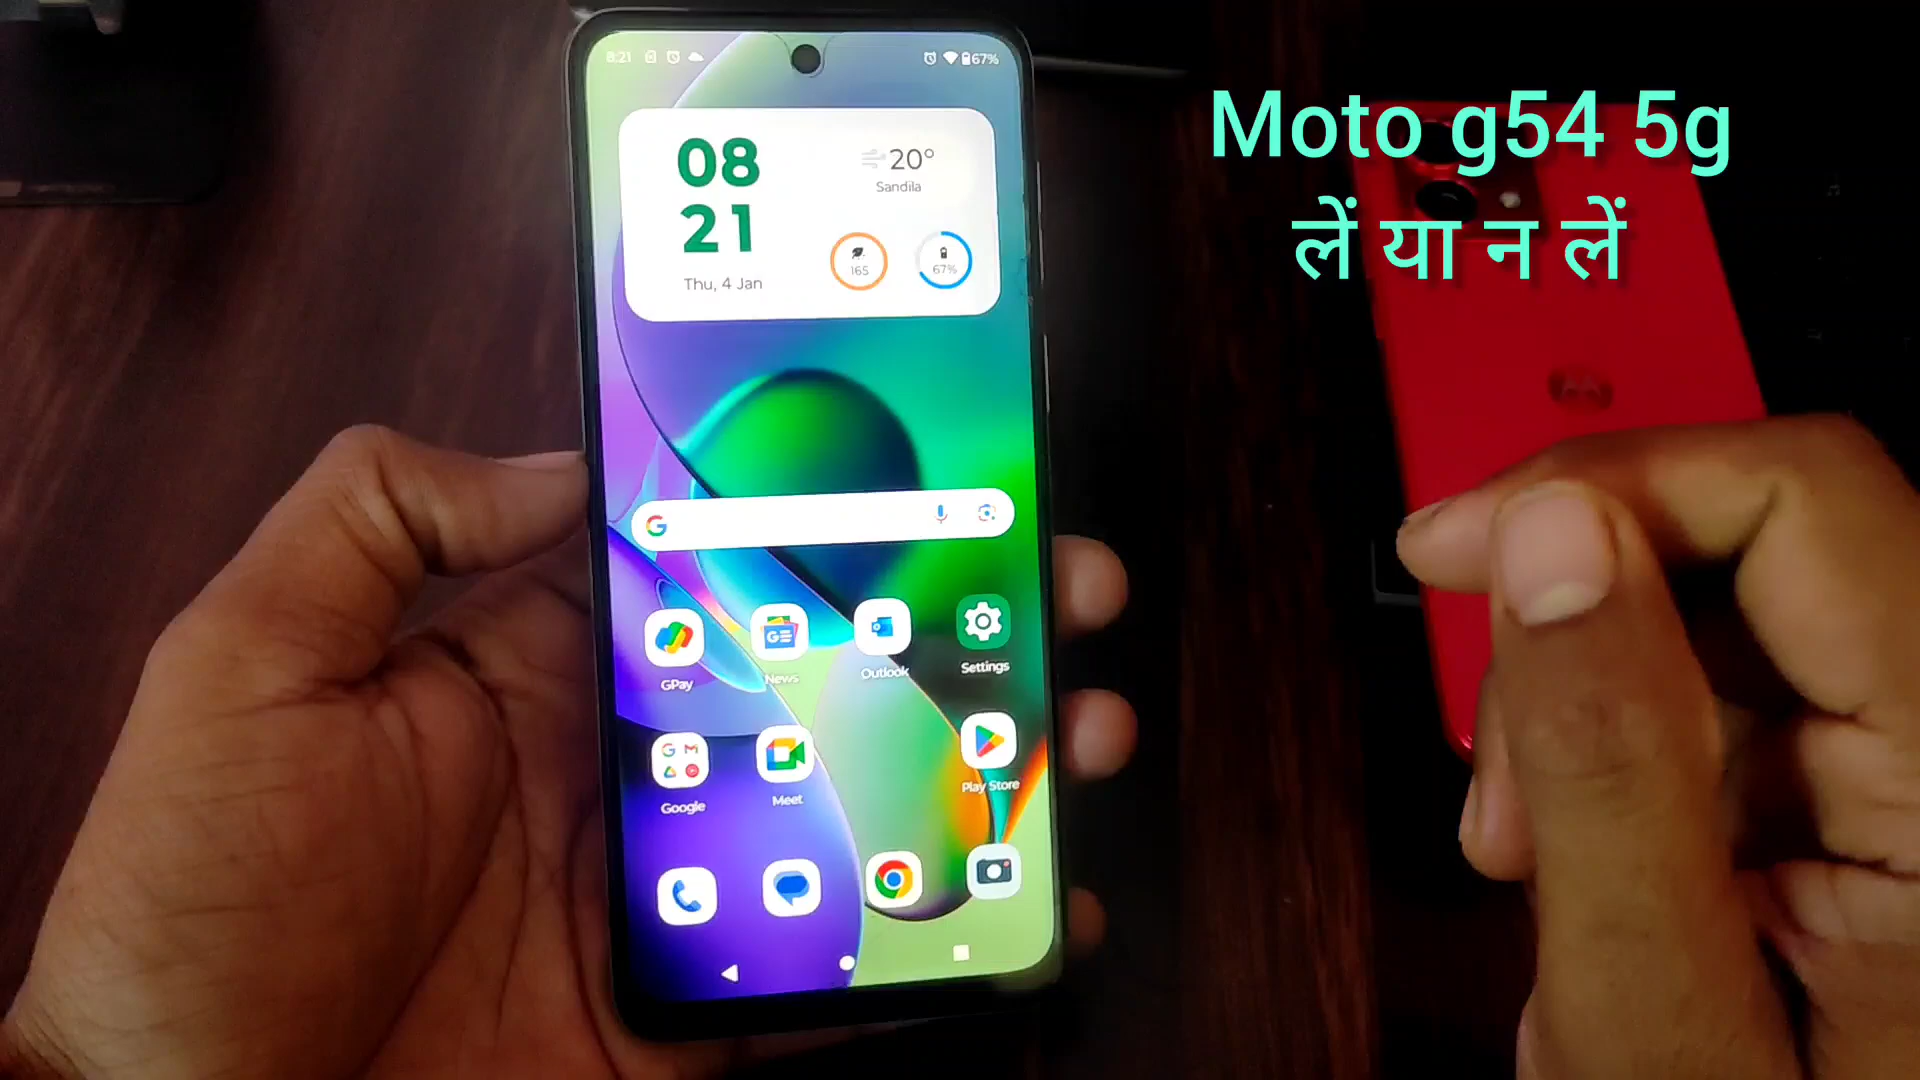 8:21
67%
Moto g54 5g
लें या न लें
08
21
20°
Sandila
165
67%
Thu, 4 Jan
GPay
News
Outlook
Settings
Google
Meet
Play Store